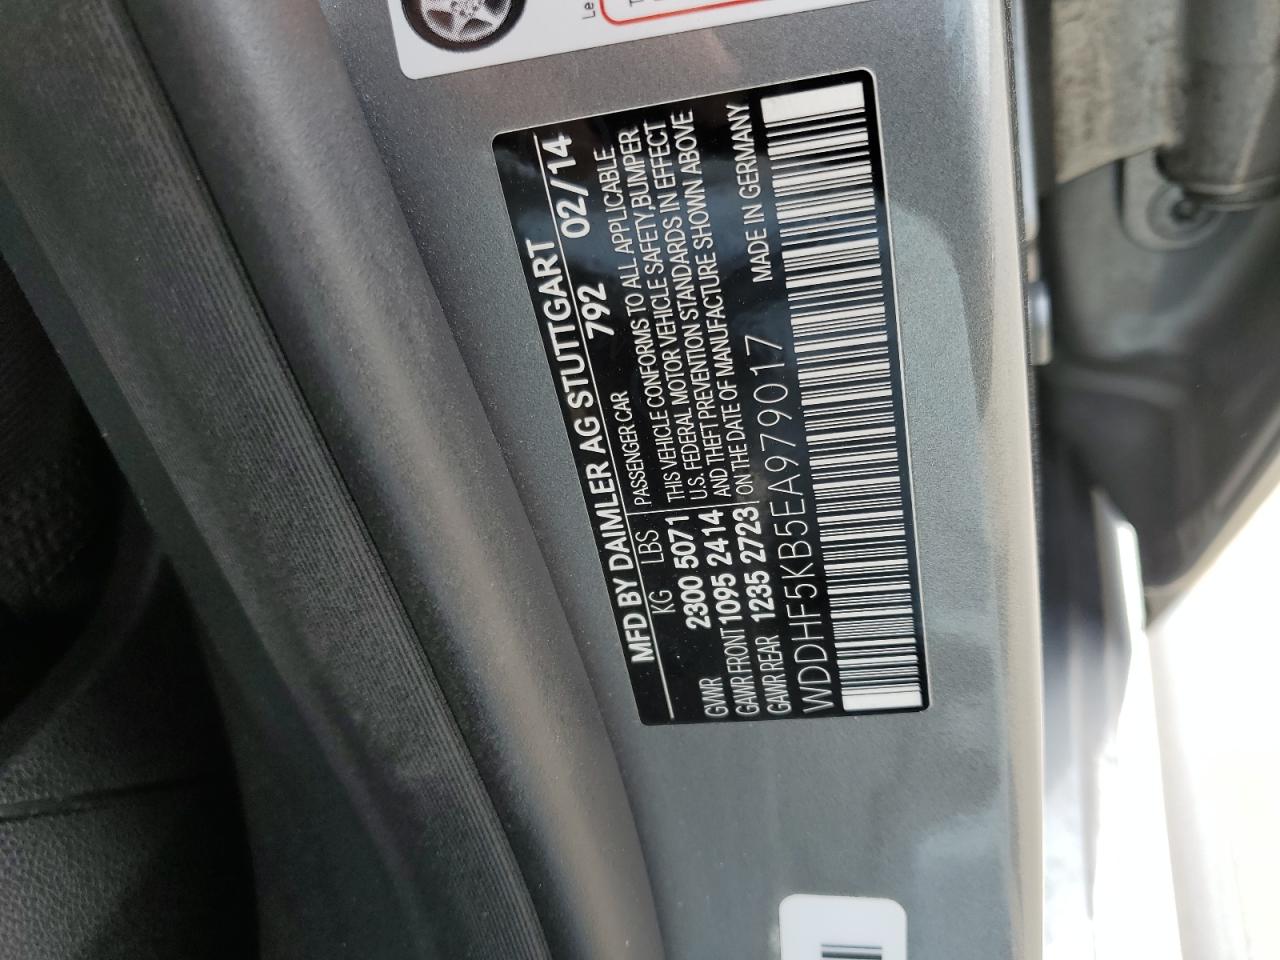 Le
MFD BY DAIMLER AG STUTTGART
792 02/14
KG LBS PASSENGER CAR
GVWR 2300 5071
GAWR FRONT 1095 2414
GAWR REAR 1235 2723
THIS VEHICLE CONFORMS TO ALL APPLICABLE
U.S. FEDERAL MOTOR VEHICLE SAFETY, BUMPER
AND THEFT PREVENTION STANDARDS IN EFFECT
ON THE DATE OF MANUFACTURE SHOWN ABOVE
MADE IN GERMANY
WDDHF5KB5EA979017